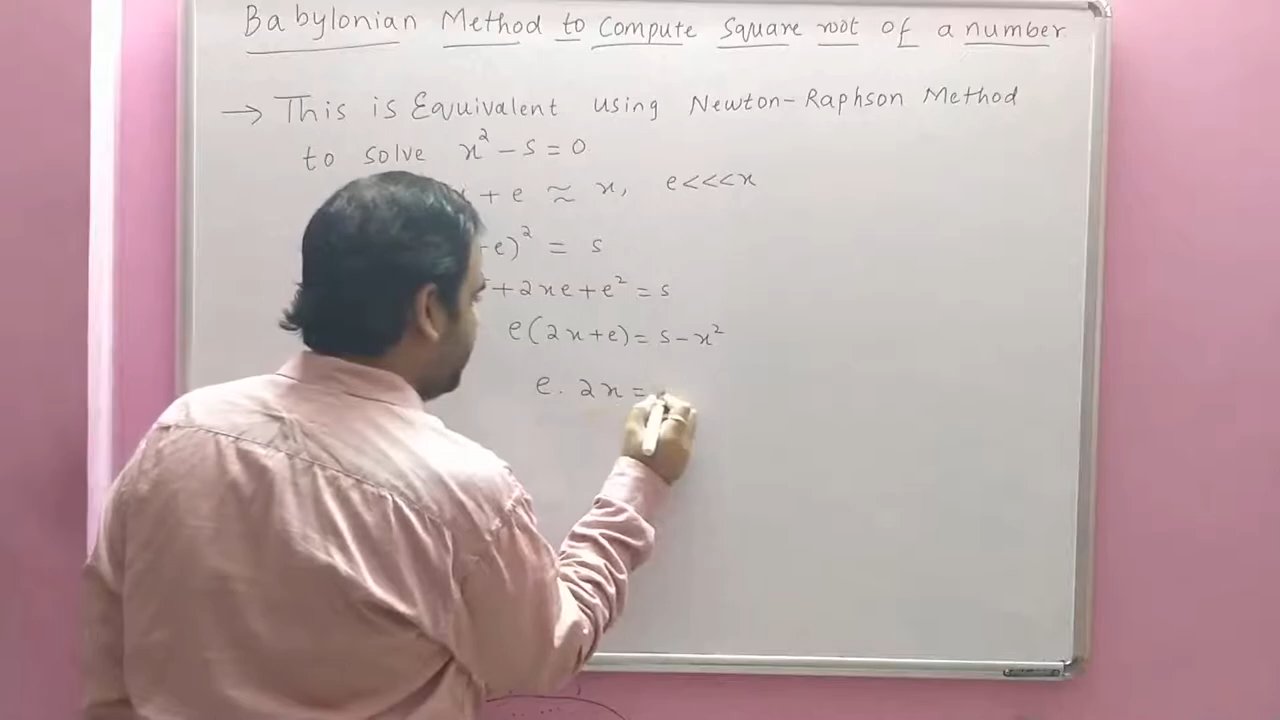 Babylonian Method to Compute Square root of a number
→ This is Equivalent using Newton-Raphson Method
to solve x² - s = 0
+ e ≈ x, e<<<x
e)² = s
+2xe+e² = s
e(2x+e) = s-x²
e. 2x =